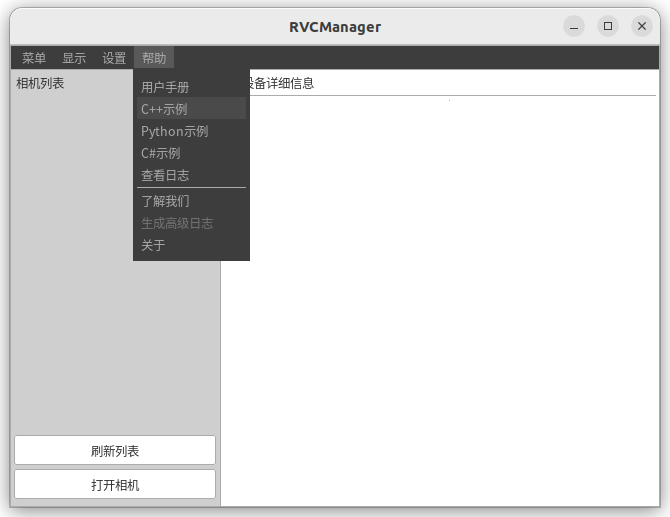 RVCManager
菜单 显示 设置 帮助
相机列表
设备详细信息
用户手册
C++示例
Python示例
C#示例
查看日志
了解我们
生成高级日志
关于
刷新列表
打开相机